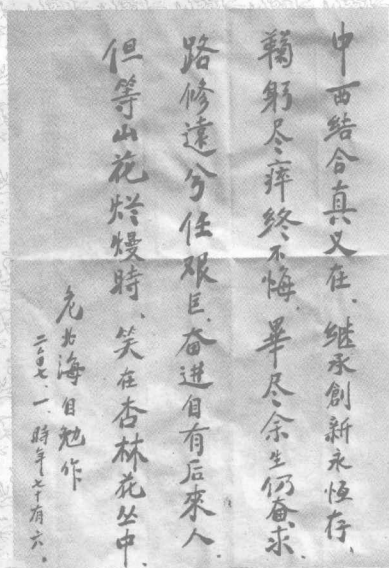 中西结合真义在、继承創新永恒存、
鞠躬尽瘁终不悔、畢尽余生仍奋求、
路修遠兮任艰巨、奋进自有后來人、
但等山花烂熳時、笑在杏林花丛中、
危北海自勉作
二〇〇七、一、時年七十有六。